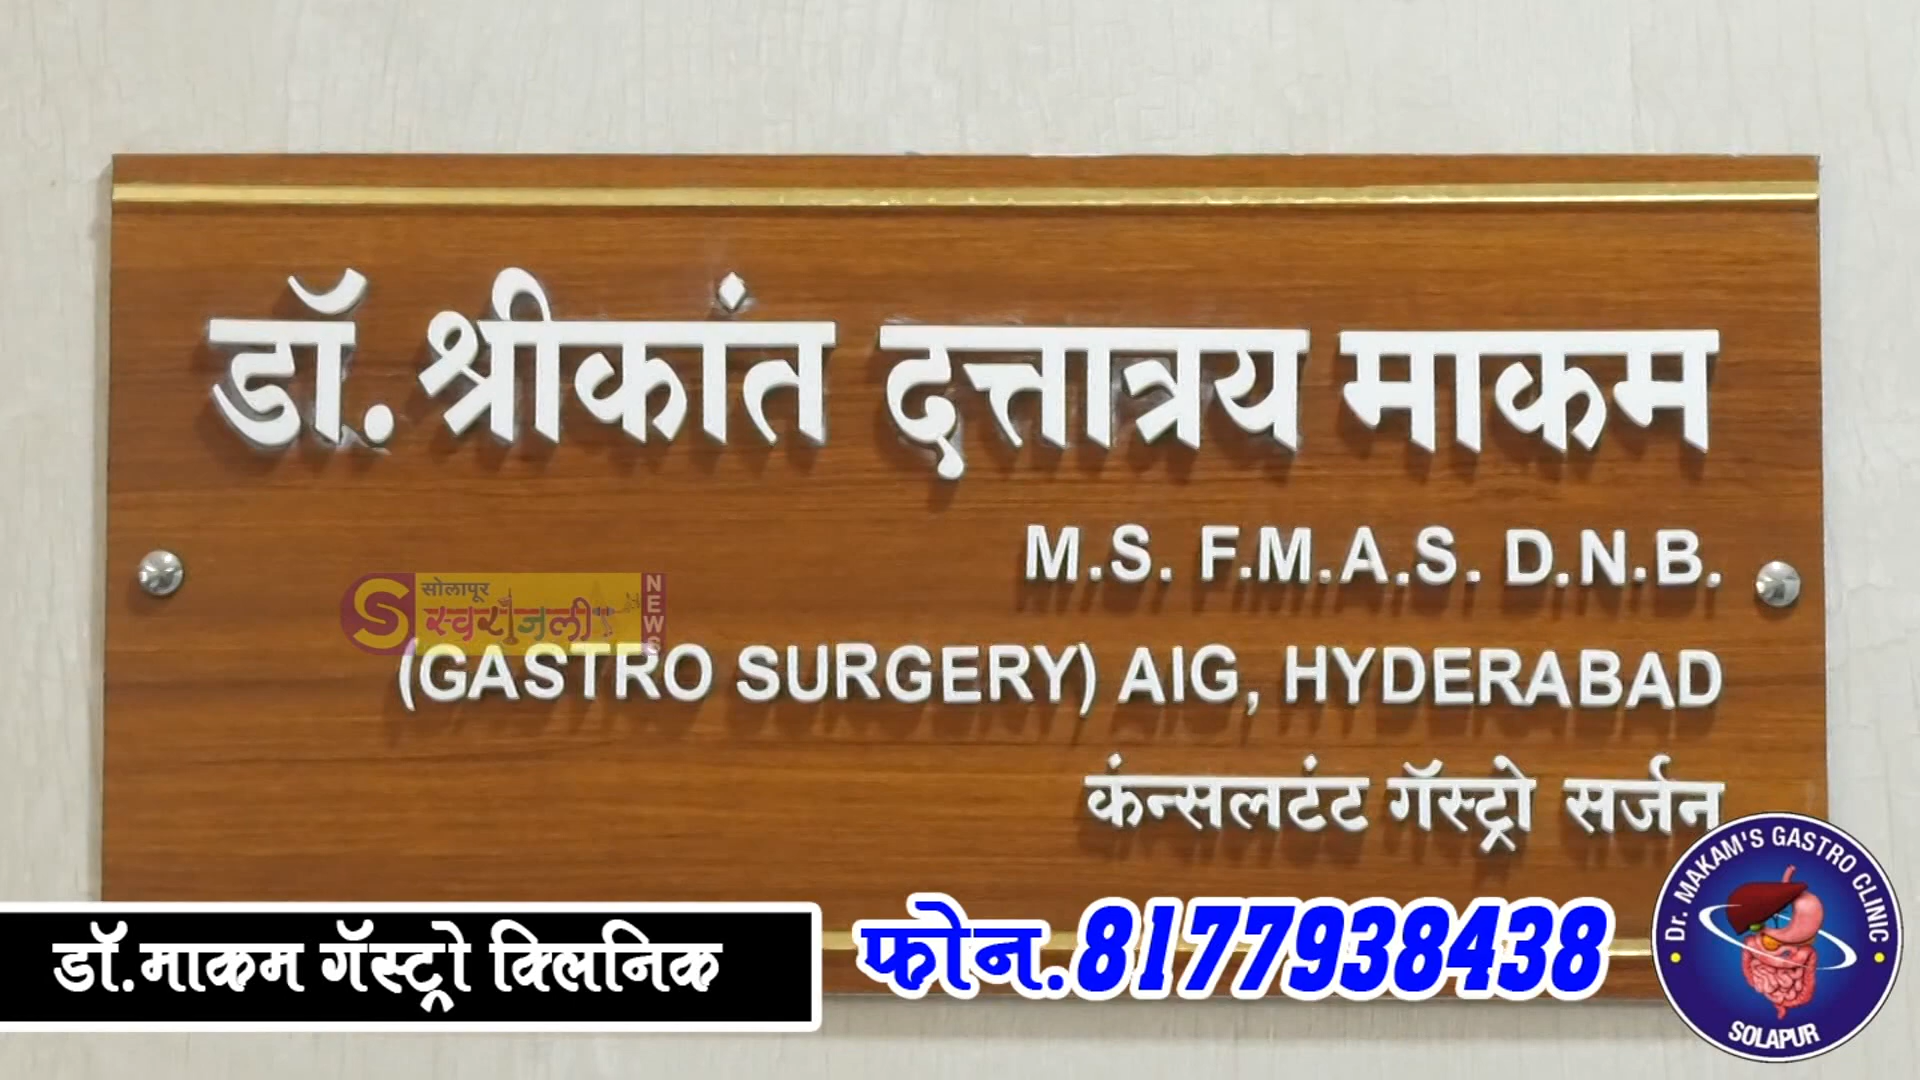 डॉ. श्रीकांत दत्तात्रय माकम
M.S. F.M.A.S. D.N.B.
सोलापूर
स्वरांजली
NEWS
(GASTRO SURGERY) AIG, HYDERABAD
कंन्सलटंट गॅस्ट्रो सर्जन
डॉ.माकम गॅस्ट्रो क्लिनिक
फोन.8177938438
Dr. MAKAM'S GASTRO CLINIC
SOLAPUR